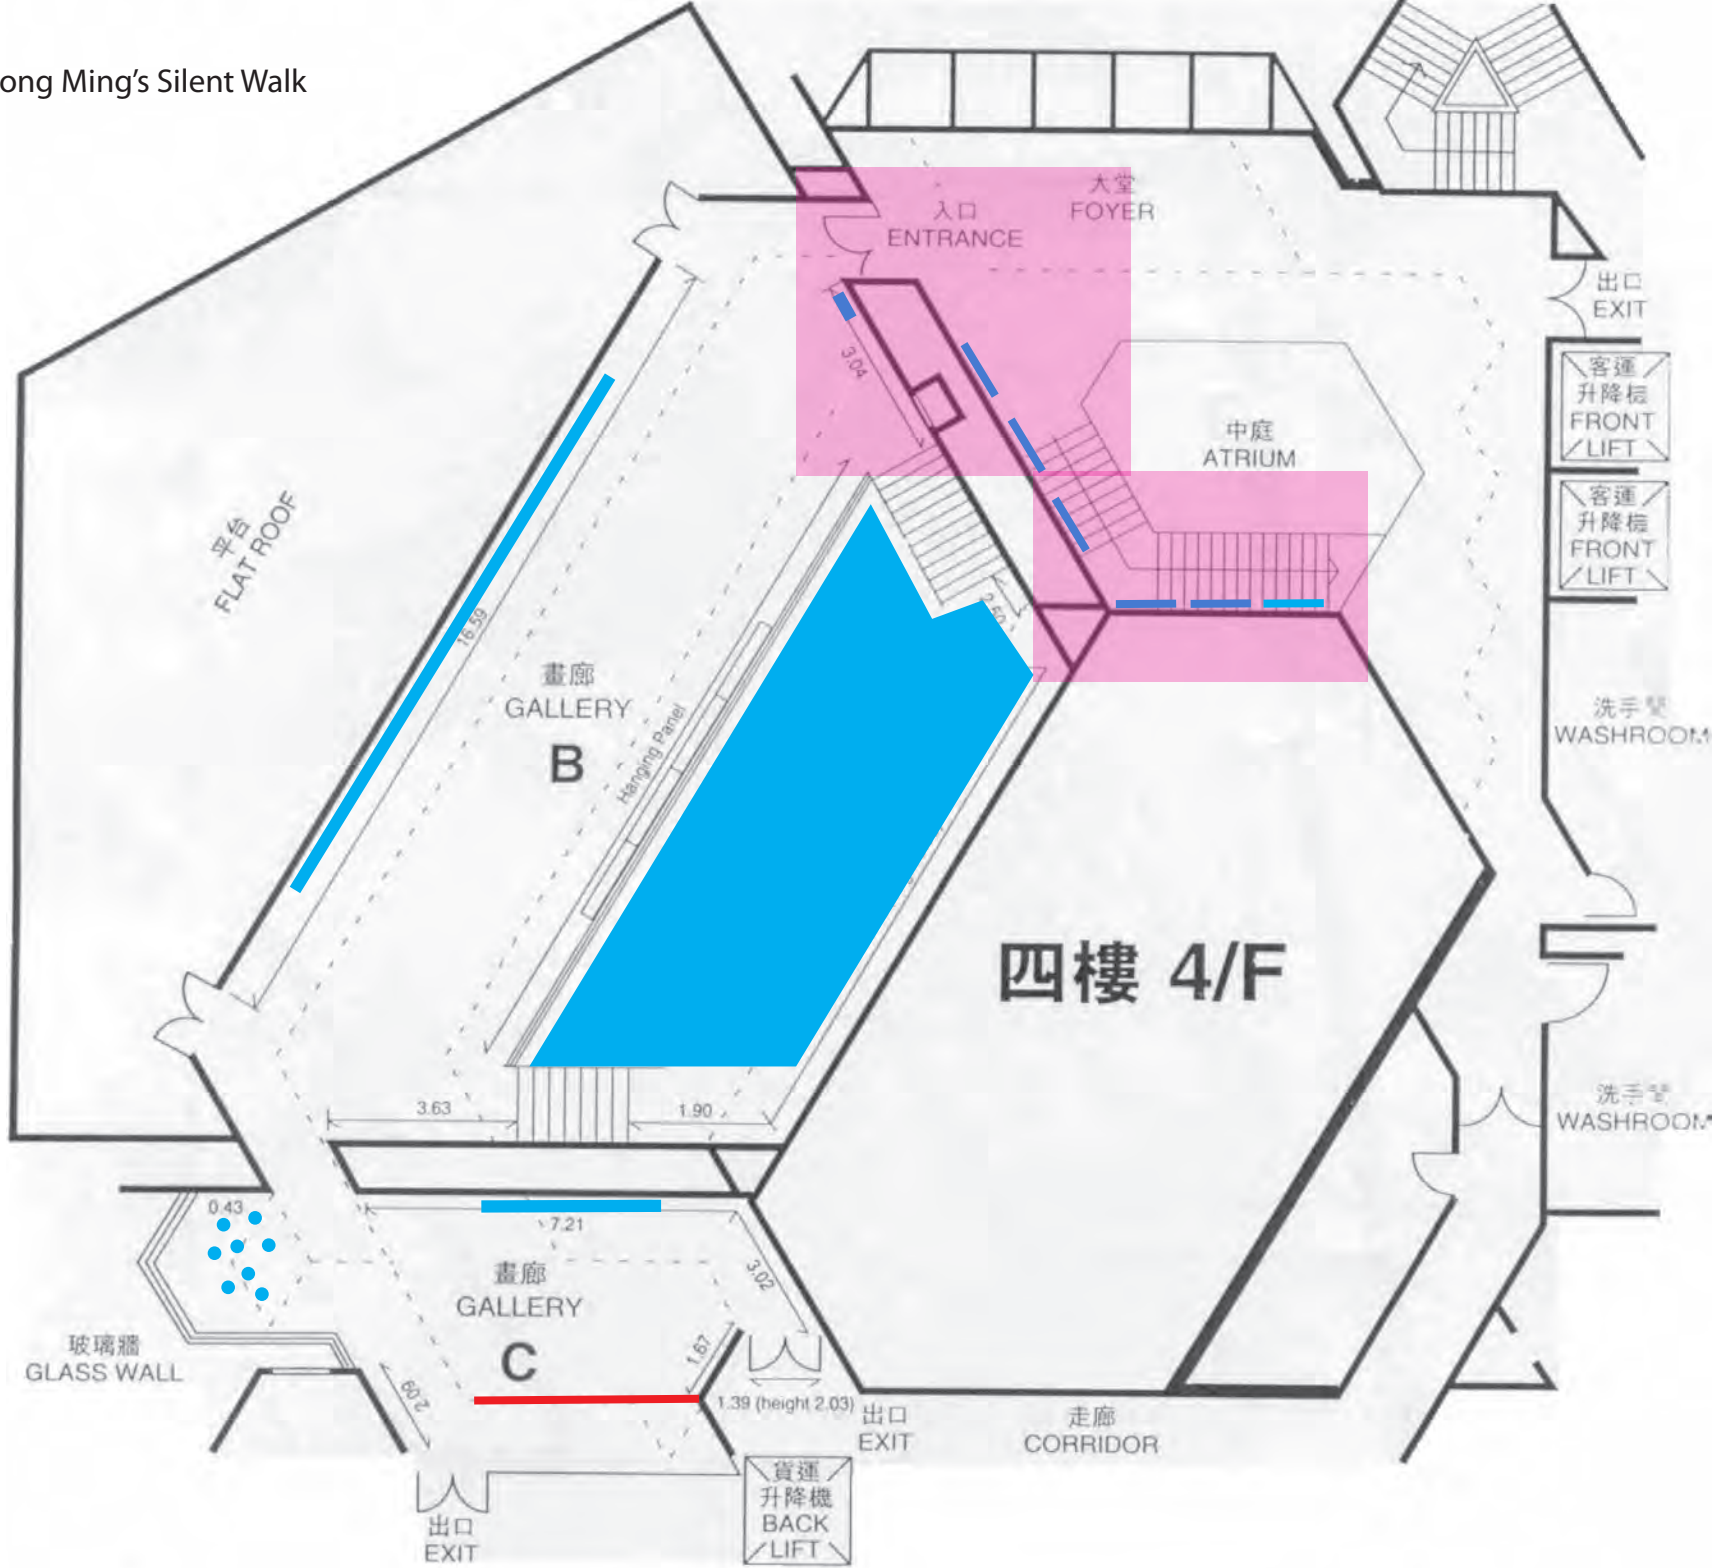 ong Ming's Silent Walk
大堂
FOYER
入口
ENTRANCE
出口
EXIT
客運
升降機
FRONT
LIFT
3.04
中庭
ATRIUM
客運
升降機
FRONT
LIFT
平台
FLAT ROOF
16.59
2.50
畫廊
GALLERY
B
Hanging Panel
洗手間
WASHROOM
四樓 4/F
3.63
1.90
洗手間
WASHROOM
0.43
7.21
3.02
畫廊
GALLERY
C
1.67
玻璃牆
GLASS WALL
2.09
1.39 (height 2.03)
出口
EXIT
走廊
CORRIDOR
貨運
升降機
BACK
LIFT
出口
EXIT